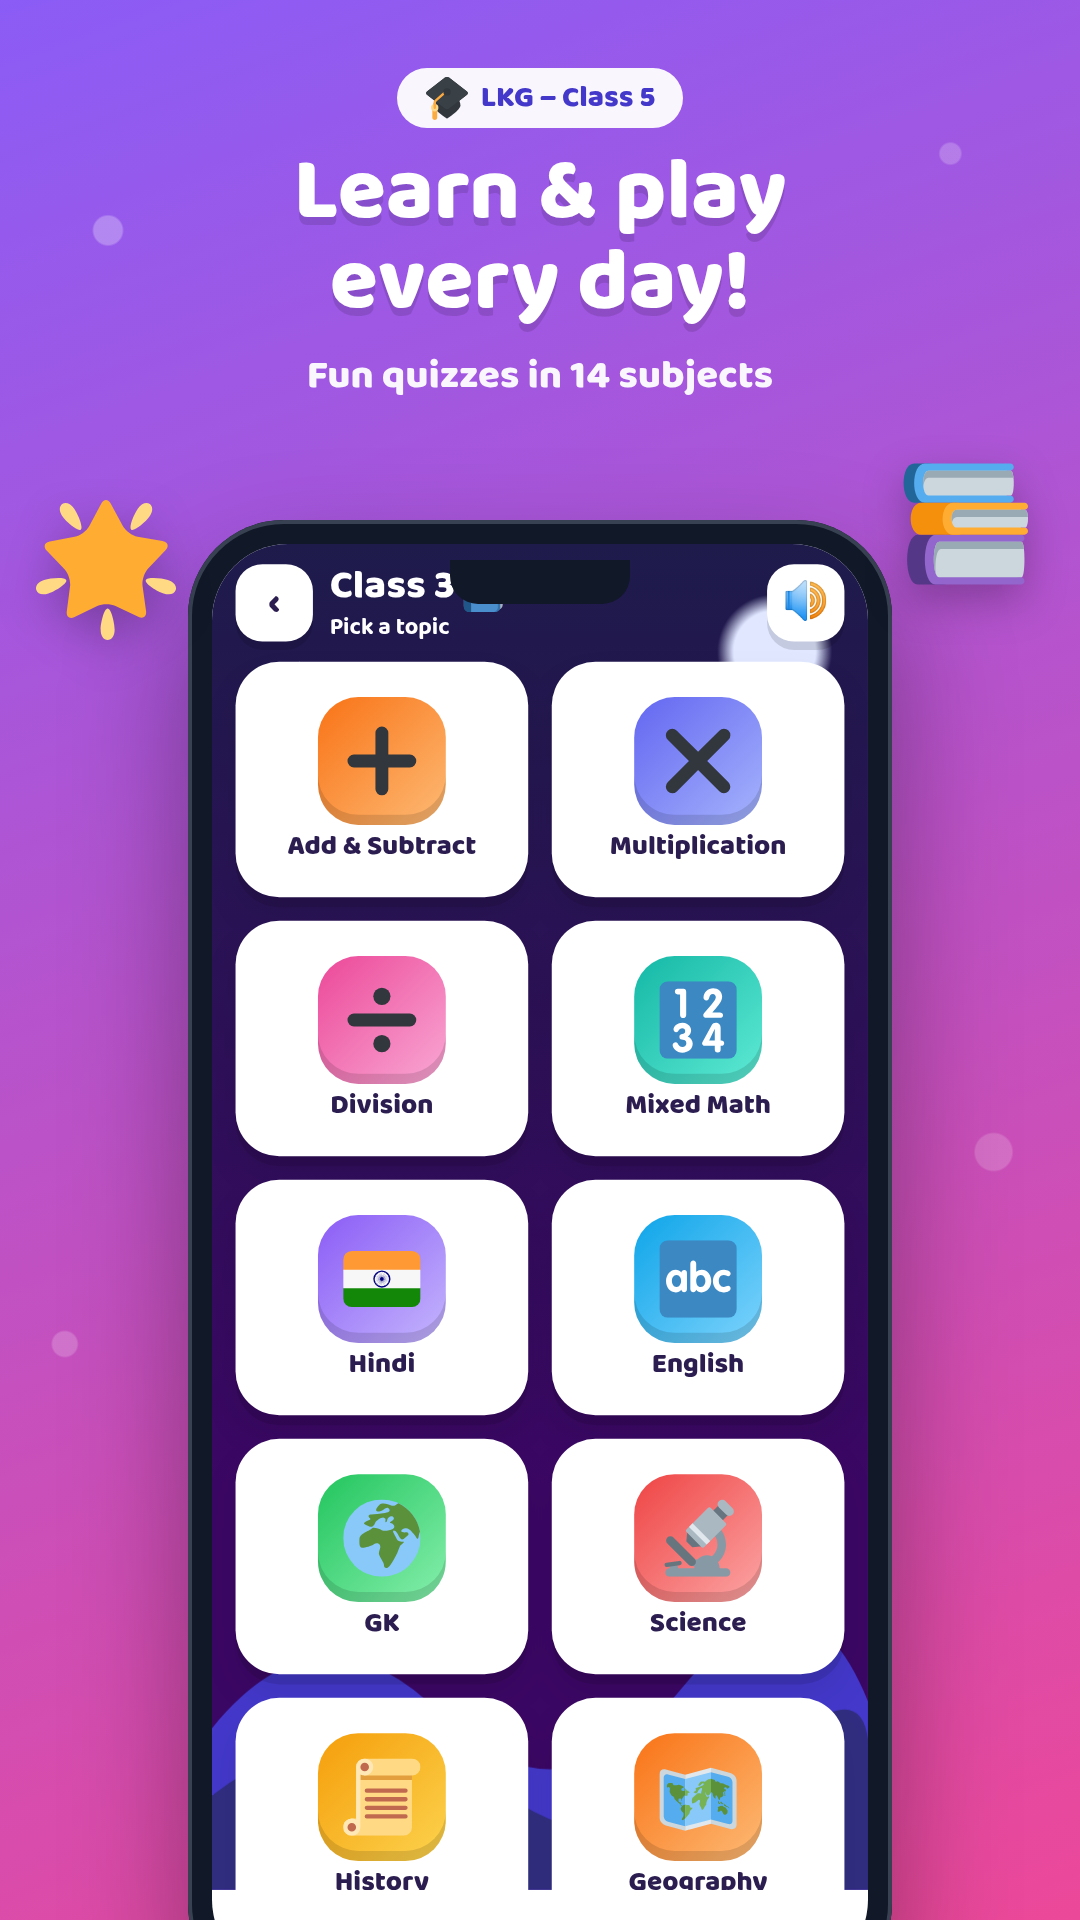 LKG – Class 5
Learn & play
every day!
Fun quizzes in 14 subjects
Class 3
Pick a topic
Add & Subtract
Multiplication
Division
1 2
3 4
Mixed Math
Hindi
abc
English
GK
Science
History
Geography